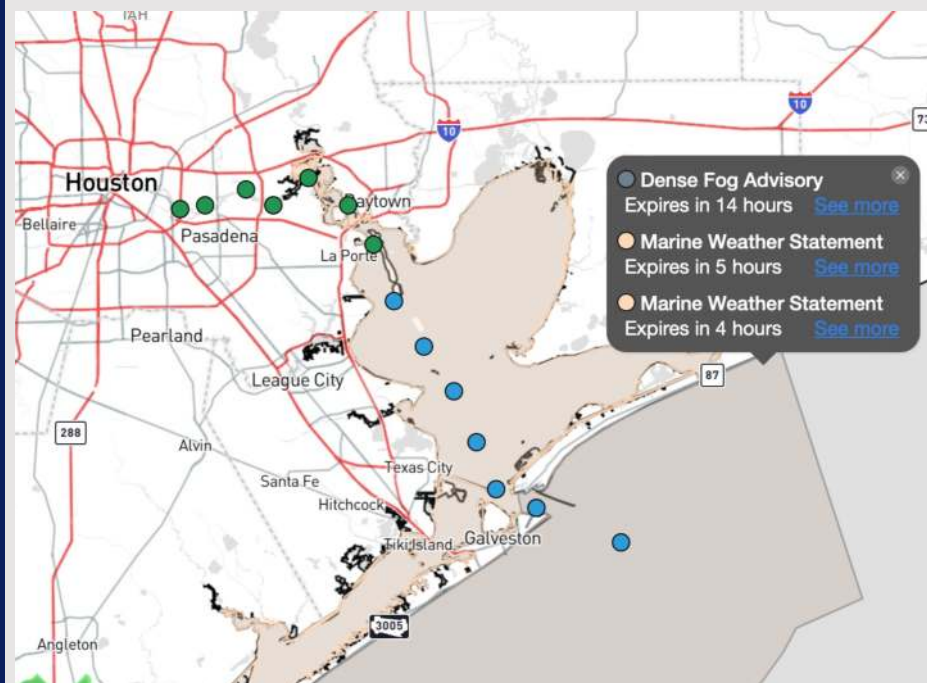 IAH
10
10
73
Houston
Dense Fog Advisory
Expires in 14 hours See more
Marine Weather Statement
Expires in 5 hours See more
Marine Weather Statement
Expires in 4 hours See more
Baytown
Bellaire
Pasadena
La Porte
Pearland
League City
87
288
Alvin
Texas City
Santa Fe
Hitchcock
Tiki Island
Galveston
3005
Angleton